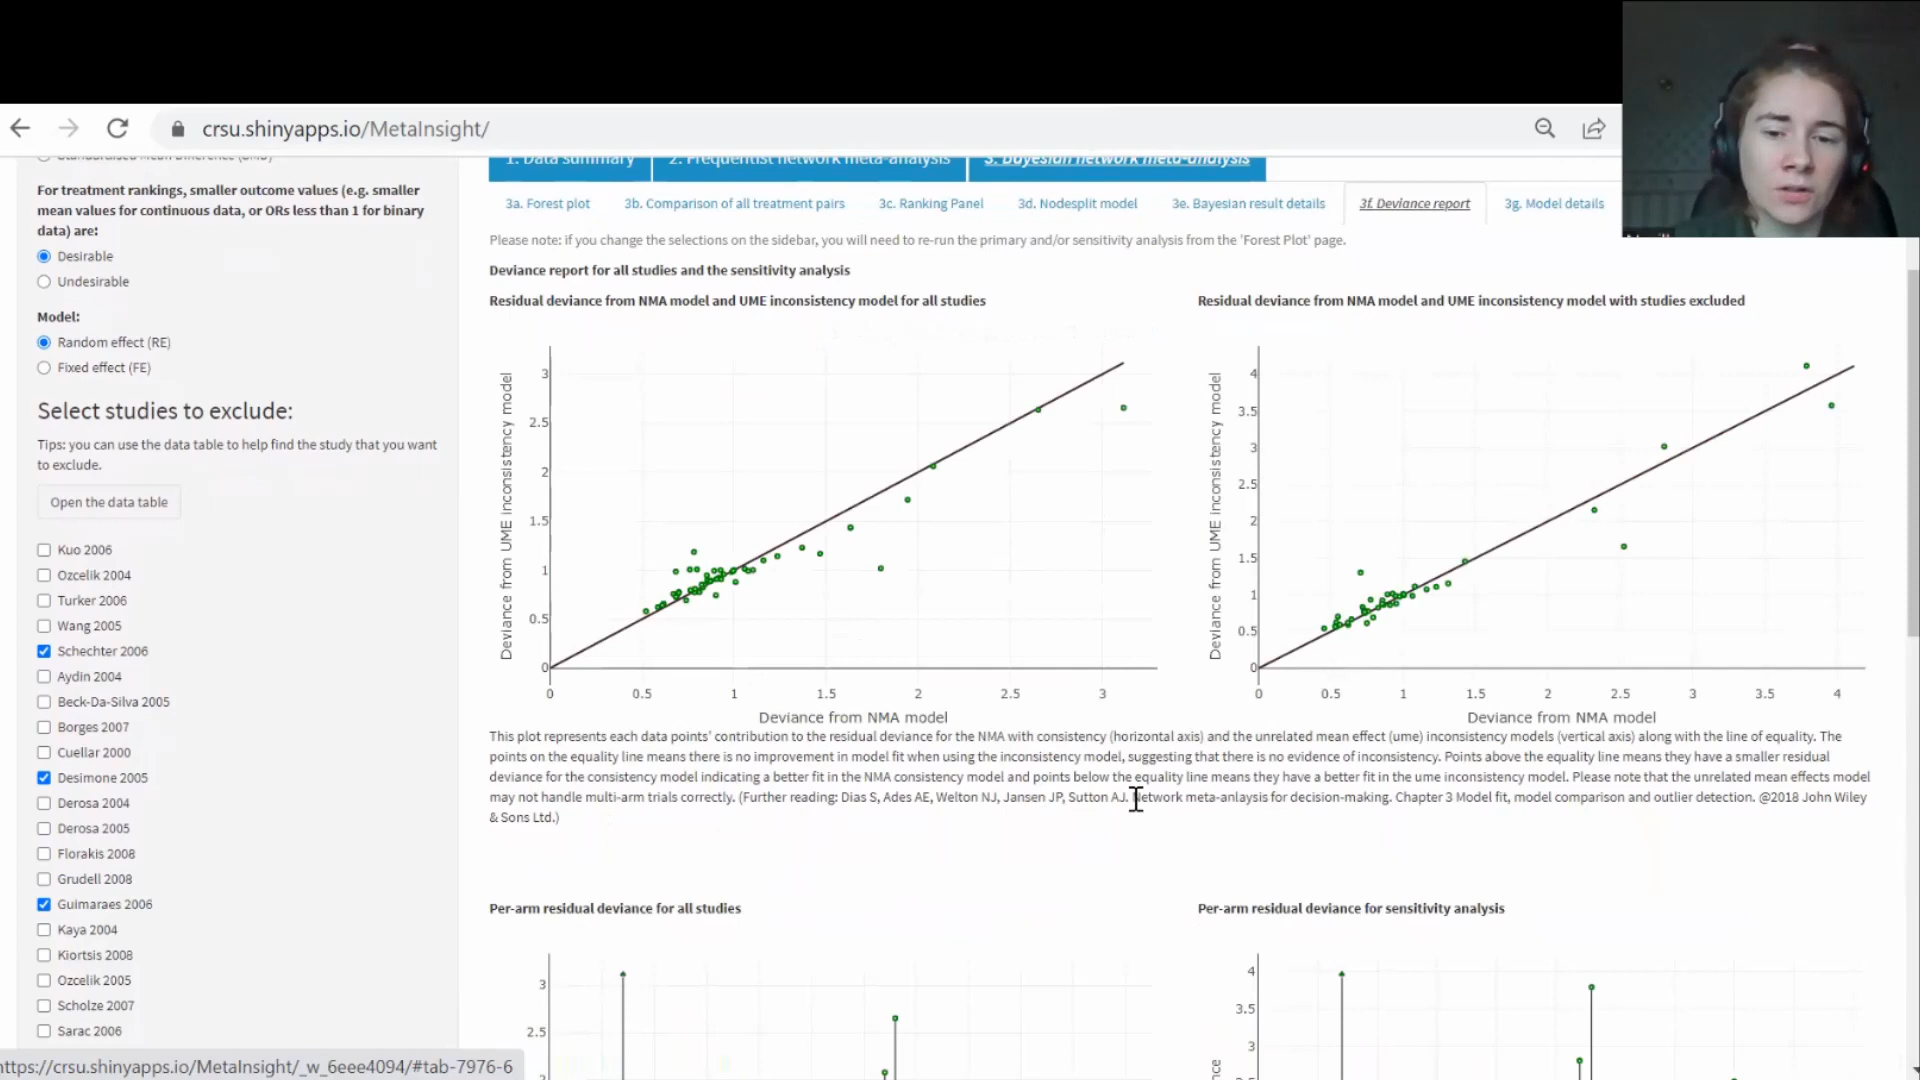 crsu.shinyapps.io/MetaInsight/
Standardised Mean Difference (SMD)
For treatment rankings, smaller outcome values (e.g. smaller
mean values for continuous data, or ORs less than 1 for binary
data) are:
Desirable
Undesirable
Model:
Random effect (RE)
Fixed effect (FE)
Select studies to exclude:
Tips: you can use the data table to help find the study that you want
to exclude.
Open the data table
Kuo 2006
Ozcelik 2004
Turker 2006
Wang 2005
Schechter 2006
Aydin 2004
Beck-Da-Silva 2005
Borges 2007
Cuellar 2000
Desimone 2005
Derosa 2004
Derosa 2005
Florakis 2008
Grudell 2008
Guimaraes 2006
Kaya 2004
Kiortsis 2008
Ozcelik 2005
Scholze 2007
Sarac 2006
https://crsu.shinyapps.io/MetaInsight/_w_6eee4094/#tab-7976-6
1. Data summary 2. Frequentist network meta-analysis 3. Bayesian network meta-analysis
3a. Forest plot 3b. Comparison of all treatment pairs 3c. Ranking Panel 3d. Nodesplit model 3e. Bayesian result details 3f. Deviance report 3g. Model details
Please note: if you change the selections on the sidebar, you will need to re-run the primary and/or sensitivity analysis from the 'Forest Plot' page.
Deviance report for all studies and the sensitivity analysis
Residual deviance from NMA model and UME inconsistency model for all studies
Deviance from UME inconsistency model
3
2.5
2
1.5
1
0.5
0
0 0.5 1 1.5 2 2.5 3
Deviance from NMA model
Residual deviance from NMA model and UME inconsistency model with studies excluded
Deviance from UME inconsistency model
4
3.5
3
2.5
2
1.5
1
0.5
0
0 0.5 1 1.5 2 2.5 3 3.5 4
Deviance from NMA model
This plot represents each data points' contribution to the residual deviance for the NMA with consistency (horizontal axis) and the unrelated mean effect (ume) inconsistency models (vertical axis) along with the line of equality. The
points on the equality line means there is no improvement in model fit when using the inconsistency model, suggesting that there is no evidence of inconsistency. Points above the equality line means they have a smaller residual
deviance for the consistency model indicating a better fit in the NMA consistency model and points below the equality line means they have a better fit in the ume inconsistency model. Please note that the unrelated mean effects model
may not handle multi-arm trials correctly. (Further reading: Dias S, Ades AE, Welton NJ, Jansen JP, Sutton AJ. Network meta-anlaysis for decision-making. Chapter 3 Model fit, model comparison and outlier detection. @2018 John Wiley
& Sons Ltd.)
Per-arm residual deviance for all studies
3
2.5
Per-arm residual deviance for sensitivity analysis
4
3.5
3